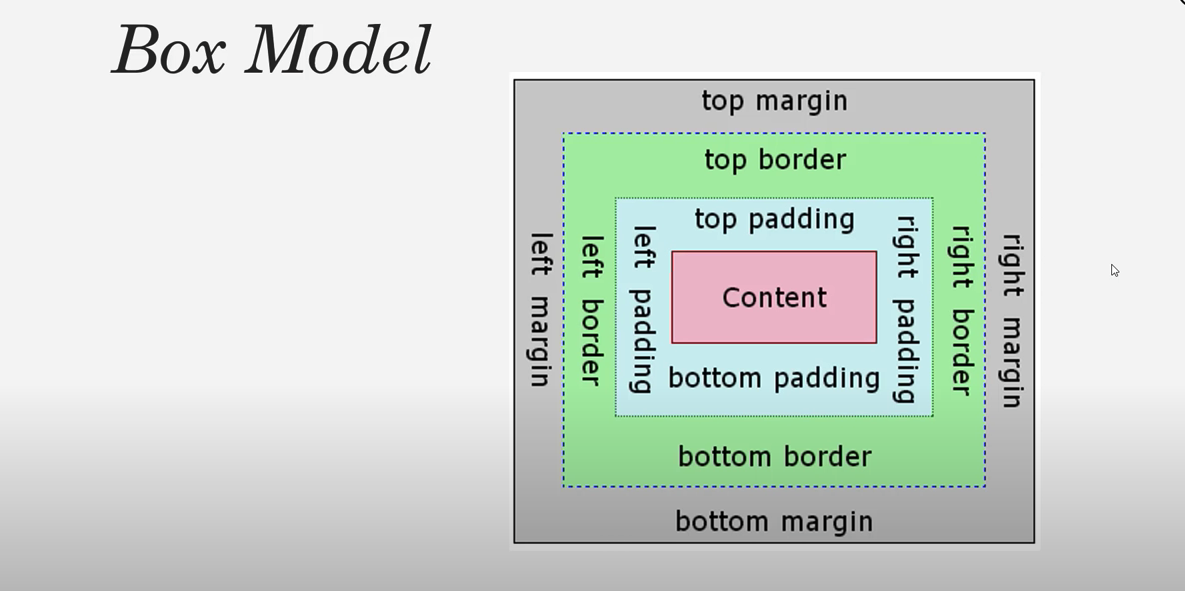 Box Model
top margin
top border
top padding
left margin
left border
left padding
Content
right padding
right border
right margin
bottom padding
bottom border
bottom margin